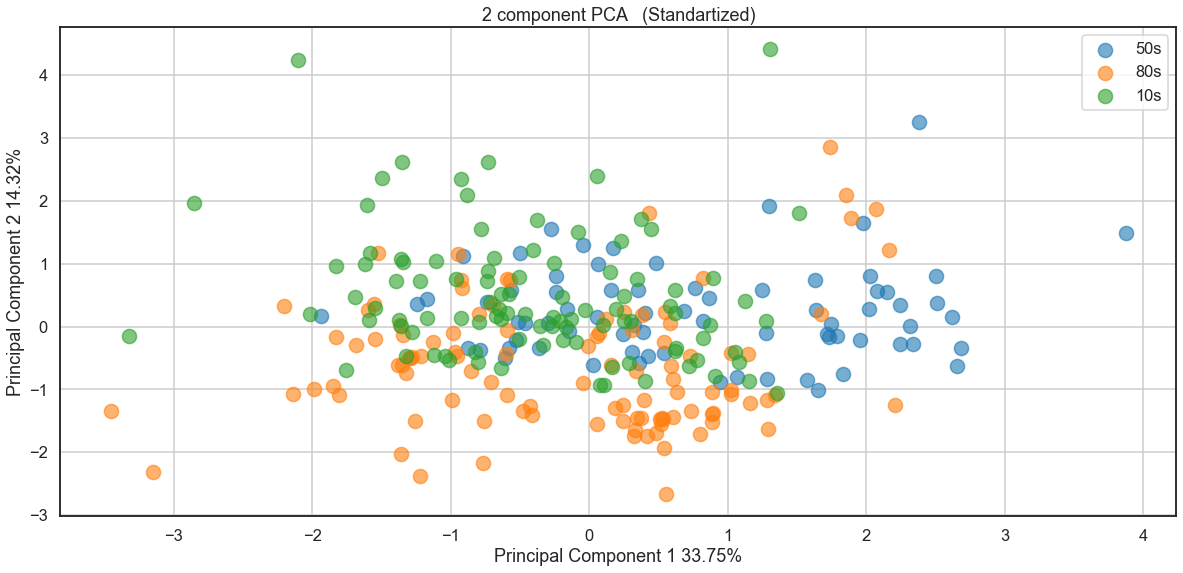 2 component PCA (Standartized)
50s
80s
10s
Principal Component 2 14.32%
4
3
2
1
0
−1
−2
−3
−3
−2
−1
0
1
2
3
4
Principal Component 1 33.75%